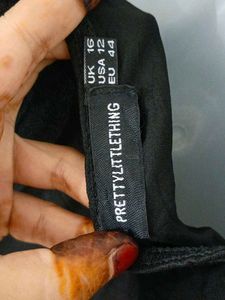 UK 16
USA 12
EU 44
PRETTYLITTLETHING